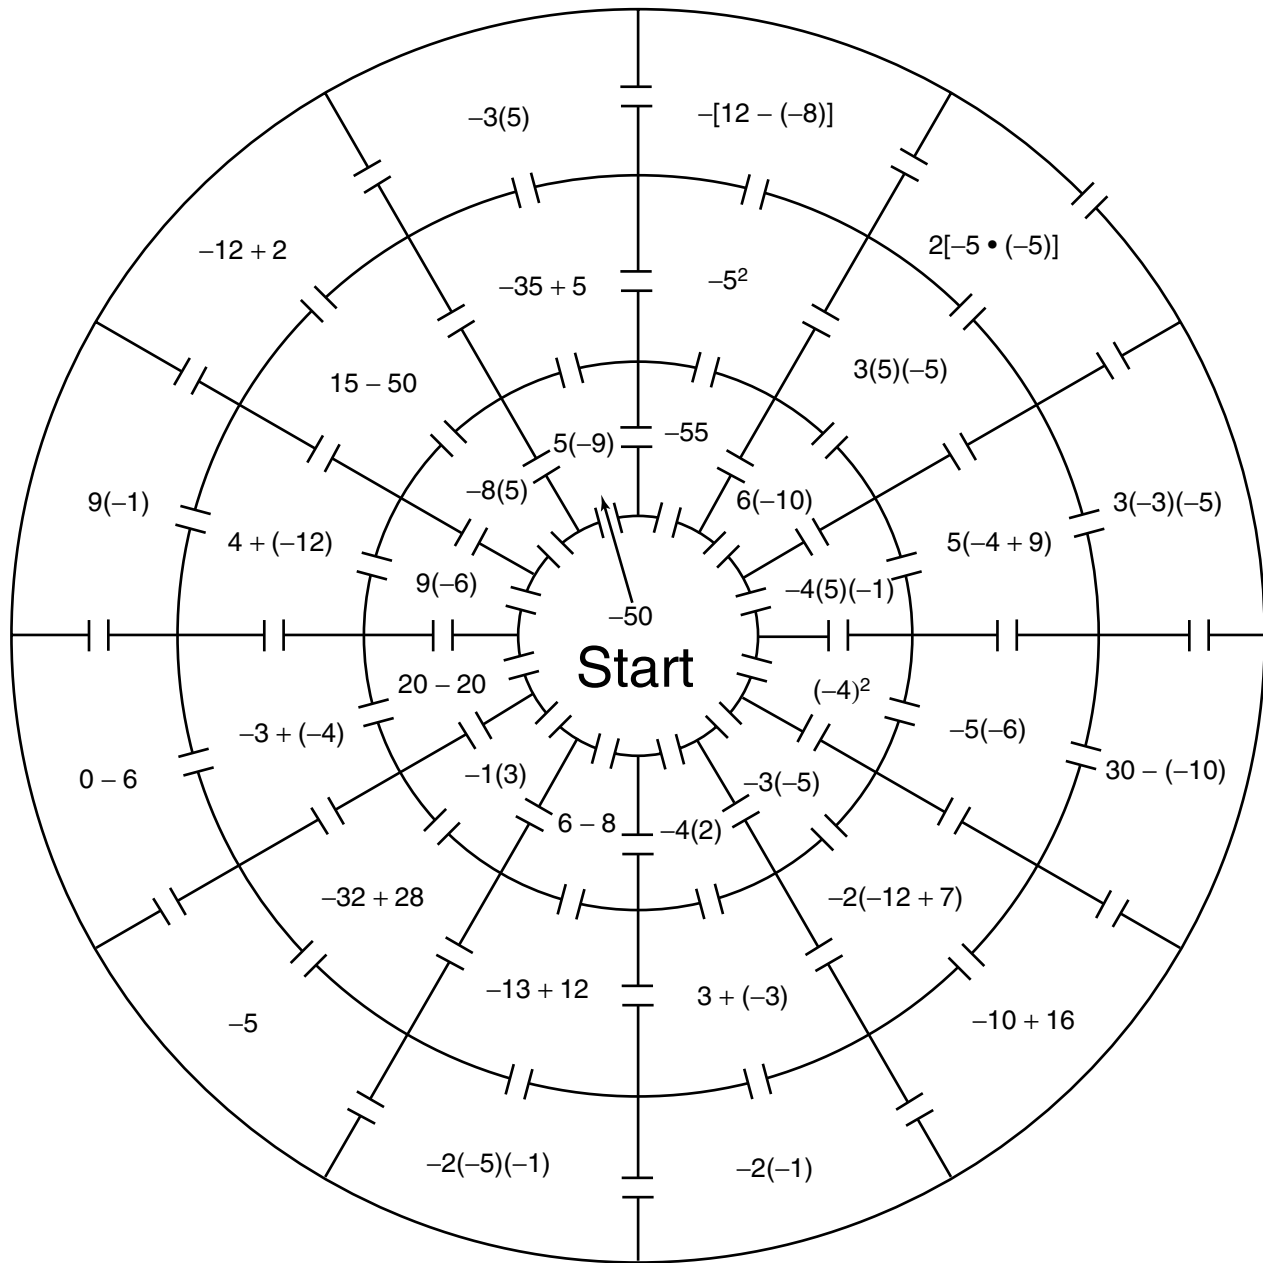 –3(5)
–[12 – (–8)]
–12 + 2
2[–5 • (–5)]
–35 + 5
–5²
15 – 50
3(5)(–5)
5(–9)
–55
–8(5)
6(–10)
9(–1)
3(–3)(–5)
4 + (–12)
5(–4 + 9)
9(–6)
–4(5)(–1)
–50
Start
20 – 20
(–4)²
–3 + (–4)
–5(–6)
0 – 6
30 – (–10)
–1(3)
–3(–5)
6 – 8
–4(2)
–32 + 28
–2(–12 + 7)
–13 + 12
3 + (–3)
–5
–10 + 16
–2(–5)(–1)
–2(–1)